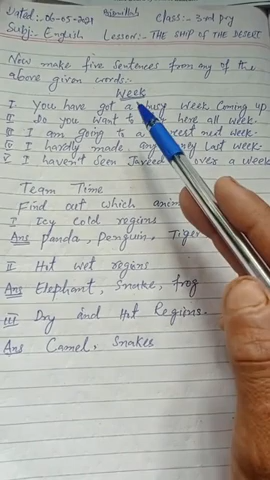 Bismillah
Dated:- 06-05-2021 Class:- 3rd Dry
Subj:- English Lesson:- THE SHIP OF THE DESERT
Now make five sentences from any of the
above given words:-
Week
I. You have got a busy week coming up.
II Do you want to here all week.
III I am going to a next week-
IV I hardly made any last week-
V I haven't seen Javeed over a week
Team Time
Find out which anim
I Icy cold regions
Ans Panda, Penguin, Tiger
II Hot wet regions
Ans Elephant, Snake, frog
III Dry and Hot Regions.
Ans Camel, Snakes